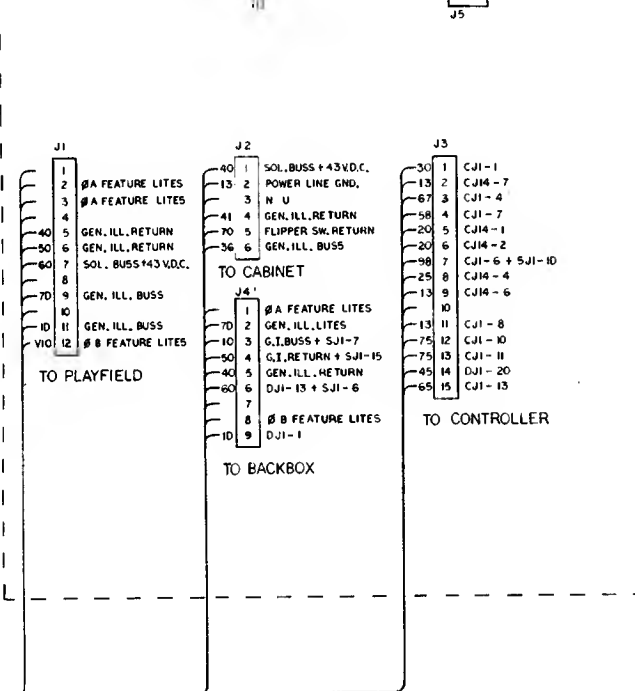 J5
J1
1
2 ØA FEATURE LITES
3 ØA FEATURE LITES
4
40 5 GEN. ILL. RETURN
50 6 GEN. ILL. RETURN
60 7 SOL. BUSS +43 V.D.C.
8
7D 9 GEN. ILL. BUSS
10
1D 11 GEN. ILL. BUSS
V10 12 Ø B FEATURE LITES
TO PLAYFIELD
J2
40 1 SOL. BUSS +43 V.D.C.
13 2 POWER LINE GND.
3 N U
41 4 GEN. ILL. RETURN
70 5 FLIPPER SW. RETURN
36 6 GEN. ILL. BUSS
TO CABINET
J4
1 ØA FEATURE LITES
7D 2 GEN. ILL. LITES
10 3 G.I. BUSS + SJ1-7
50 4 G.I. RETURN + SJ1-15
40 5 GEN. ILL. RETURN
60 6 DJ1-13 + SJ1-6
7
8 Ø B FEATURE LITES
1D 9 DJ1-1
TO BACKBOX
J3
30 1 CJ1-1
13 2 CJ14-7
67 3 CJ1-4
58 4 CJ1-7
20 5 CJ14-1
20 6 CJ14-2
98 7 CJ1-6 + SJ1-10
25 8 CJ14-4
13 9 CJ14-6
10
13 11 CJ1-8
75 12 CJ1-10
75 13 CJ1-11
45 14 DJ1-20
65 15 CJ1-13
TO CONTROLLER